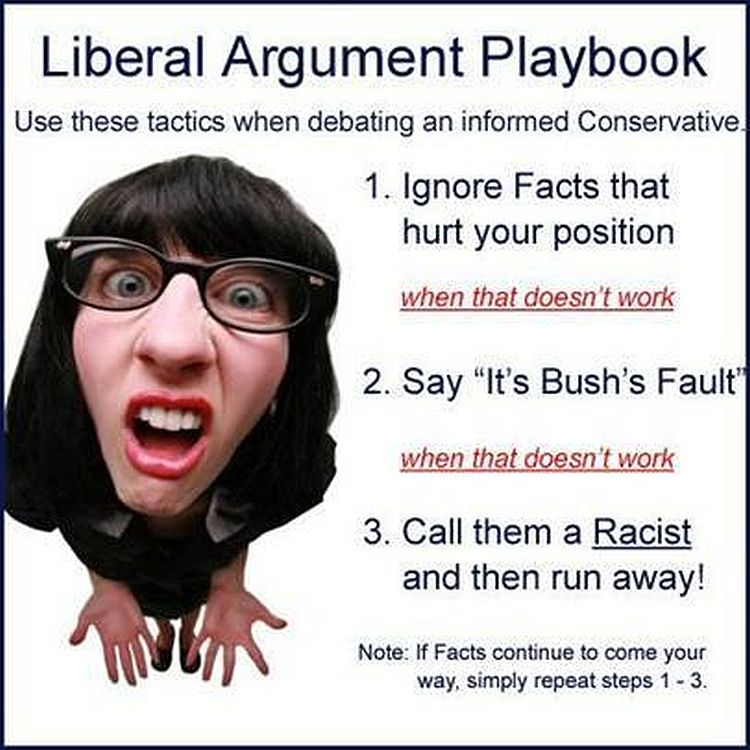 Liberal Argument Playbook
Use these tactics when debating an informed Conservative.
1. Ignore Facts that
hurt your position
when that doesn't work
2. Say “It's Bush's Fault”
when that doesn't work
3. Call them a Racist
and then run away!
Note: If Facts continue to come your
way, simply repeat steps 1 - 3.